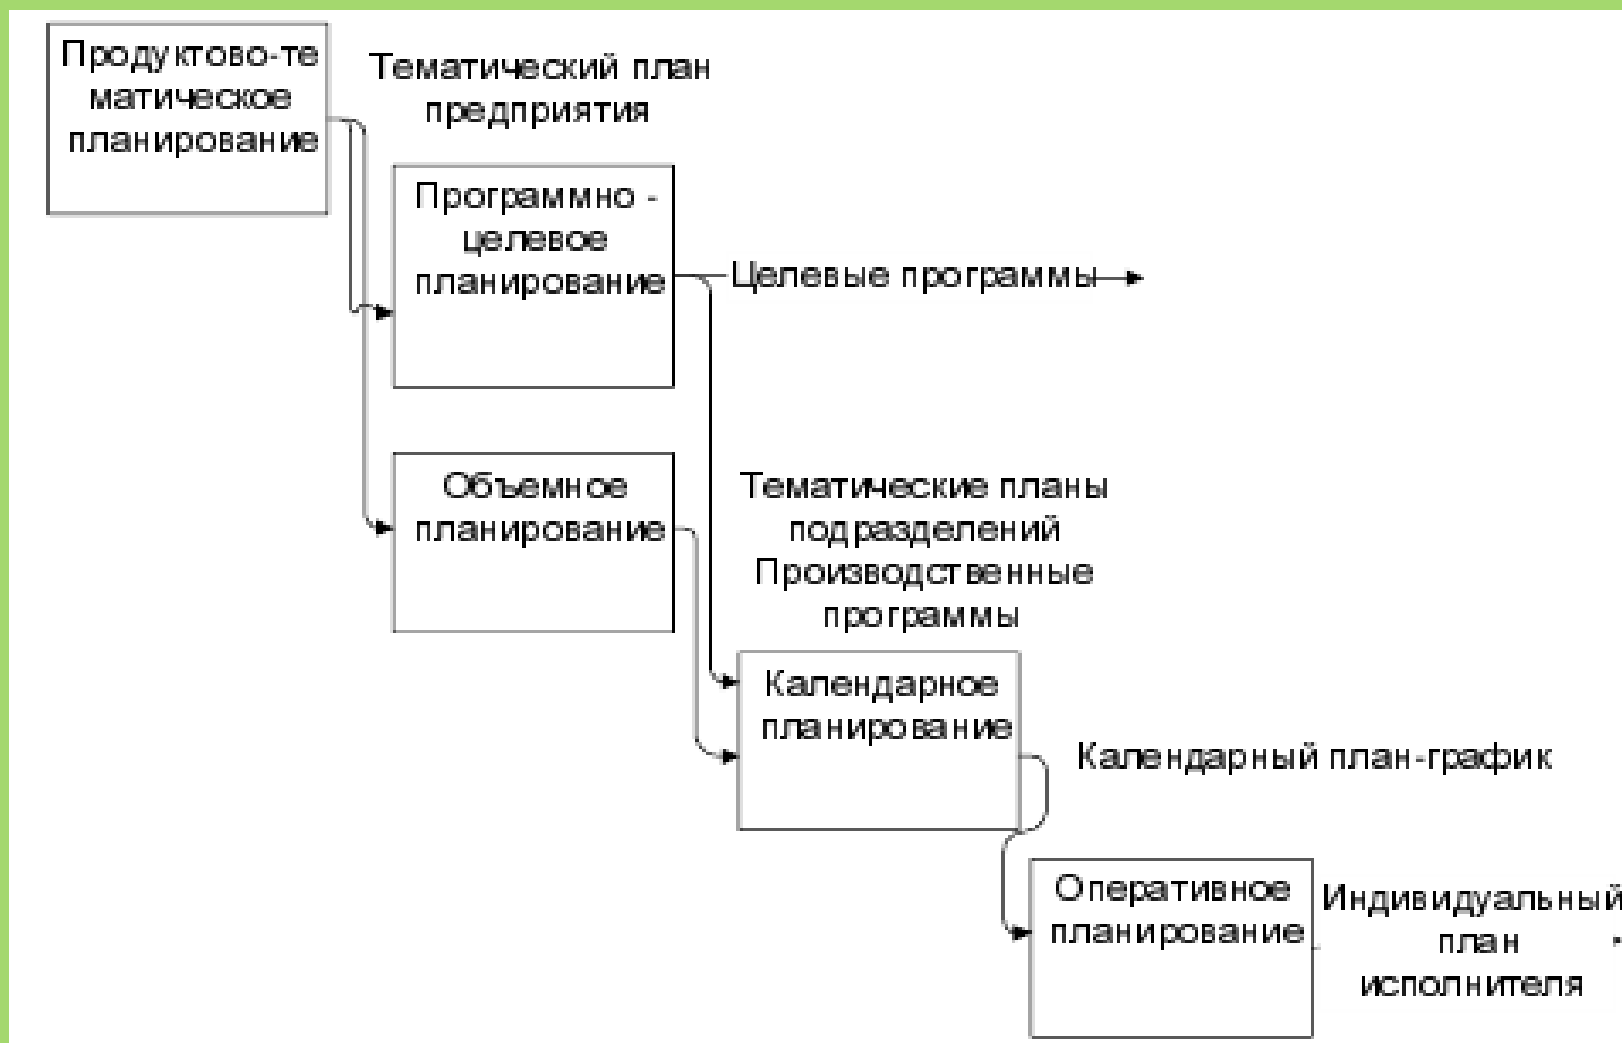 Продуктово-те
матическое
планирование
Тематический план
предприятия
Программно -
целевое
планирование
Целевые программы
Объемное
планирование
Тематические планы
подразделений
Производственные
программы
Календарное
планирование
Календарный план-график
Оперативное
планирование
Индивидуальный
план
исполнителя